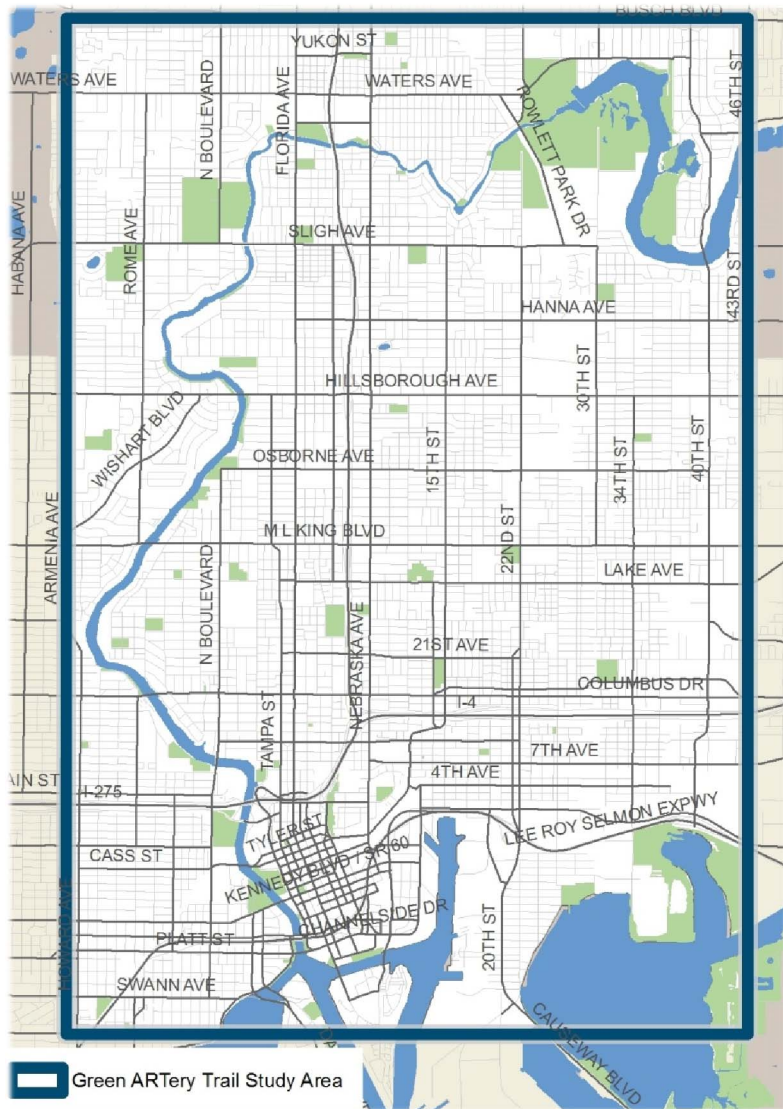 BUSCH BLVD
YUKON ST
WATERS AVE
WATERS AVE
N BOULEVARD
FLORIDA AVE
ROWLETT PARK DR
46TH ST
HABANA AVE
ROME AVE
SLIGH AVE
43RD ST
HANNA AVE
HILLSBOROUGH AVE
30TH ST
WISHART BLVD
OSBORNE AVE
15TH ST
34TH ST
40TH ST
ARMENIA AVE
M L KING BLVD
22ND ST
LAKE AVE
N BOULEVARD
NEBRASKA AVE
21ST AVE
COLUMBUS DR
TAMPA ST
I-4
7TH AVE
4TH AVE
AIN ST
I-275
TYLER ST
LEE ROY SELMON EXPWY
CASS ST
KENNEDY BLVD / SR 60
HOWARD AVE
CHANNELSIDE DR
PLATT ST
20TH ST
SWANN AVE
CAUSEWAY BLVD
DA
Green ARTery Trail Study Area